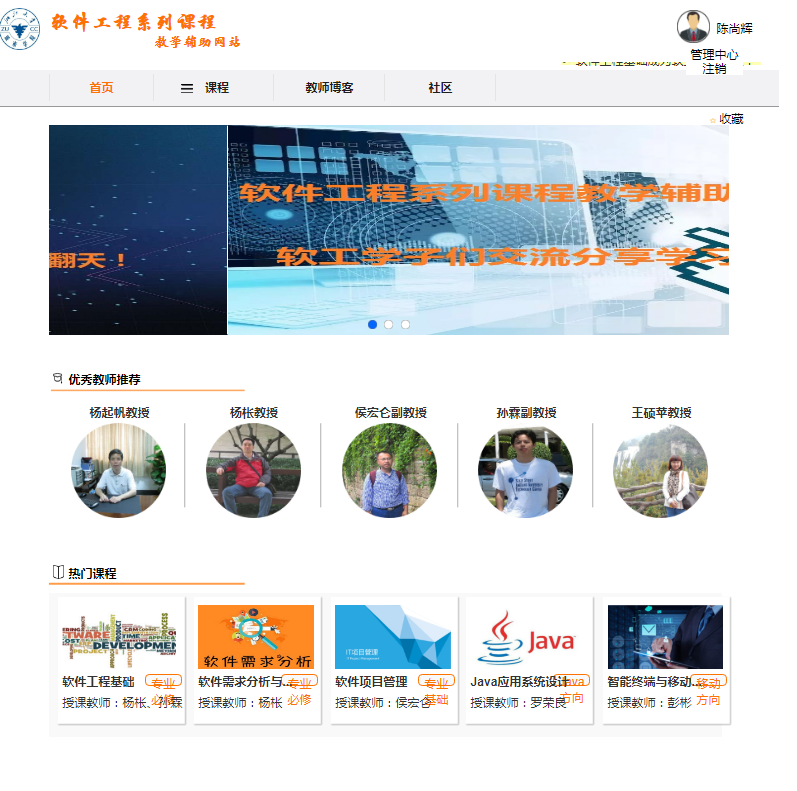 软件工程系列课程
教学辅助网站
陈尚辉
管理中心
注销
首页
课程
教师博客
社区
收藏
翻天！
软件工程系列课程教学辅助
软工学子们交流分享学习
优秀教师推荐
杨起帆教授
杨枨教授
侯宏仑副教授
孙霖副教授
王硕苹教授
热门课程
DEVELOPMENT
软件需求分析
IT项目管理
Java
软件工程基础
专业
必修
授课教师：杨枨、孙霖
软件需求分析与...
专业
必修
授课教师：杨枨
软件项目管理
专业
基础
授课教师：侯宏仑
Java应用系统设计
Java
方向
授课教师：罗荣良
智能终端与移动...
移动
方向
授课教师：彭彬